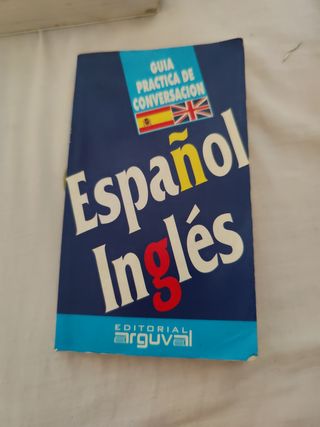 GUIA
PRACTICA DE
CONVERSACION
Español
Inglés
EDITORIAL
arguval